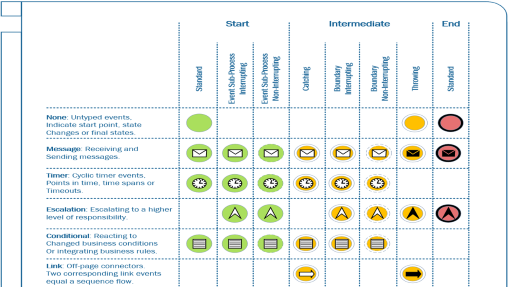 Start
Intermediate
End
Standard
Event Sub-Process
Interrupting
Event Sub-Process
Non-Interrupting
Catching
Boundary
Interrupting
Boundary
Non-Interrupting
Throwing
Standard
None: Untyped events,
Indicate start point, state
Changes or final states.
Message: Receiving and
Sending messages.
Timer: Cyclic timer events,
Points in time, time spans or
Timeouts.
Escalation: Escalating to a higher
level of responsibility.
Conditional: Reacting to
Changed business conditions
Or integrating business rules.
Link: Off-page connectors.
Two corresponding link events
equal a sequence flow.